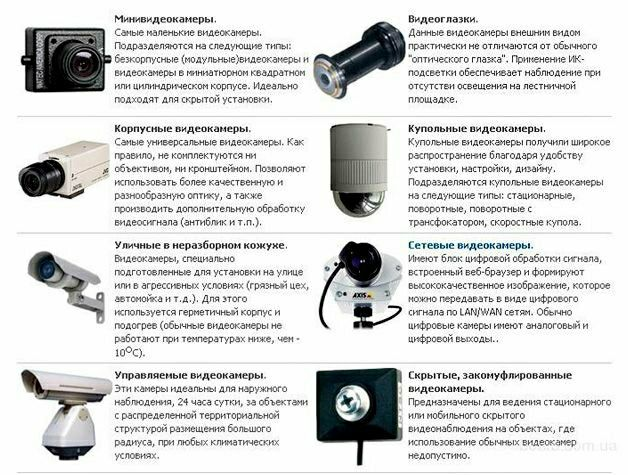 Минивидеокамеры.
Самые маленькие видеокамеры.
Подразделяются на следующие типы:
безкорпусные (модульные)видеокамеры и
видеокамеры в миниатюрном квадратном
или цилиндрическом корпусе. Идеально
подходят для скрытой установки.
Видеоглазки.
Данные видеокамеры внешним видом
практически не отличаются от обычного
"оптического глазка". Применение ИК-
подсветки обеспечивает наблюдение при
отсутстви освещения на лестничной
площадке.
Корпусные видеокамеры.
Самые универсальные видеокамеры. Как
правило, не комплектуются ни
объективом, ни кронштейном. Позволяют
использовать более качественную и
разнообразную оптику, а также
производить дополнительную обработку
видеосигнала (антиблик и т.п.).
Купольные видеокамеры.
Купольные видеокамеры получили широкое
распространение благодаря удобству
установки, настройки, дизайну.
Подразделяются купольные видеокамеры
на следующие типы: стационарные,
поворотные, поворотные с
трансфокатором, скоростные купола.
Уличные в неразборном кожухе.
Видеокамеры, специально
подготовленные для установки на улице
или в агрессивных условиях (грязный цех,
автомойка и т.д.). Для этого
используется герметичный корпус и
подогрев (обычные видеокамеры не
работают при температурах ниже, чем -
10°C).
Сетевые видеокамеры.
Имеют блок цифровой обработки сигнала,
встроенный веб-браузер и формируют
высококачественное изображение, которое
можно передавать в виде цифрового
сигнала по LAN/WAN сетям. Обычно
цифровые камеры имеют аналоговый и
цифровой выходы..
AXIS
Управляемые видеокамеры.
Эти камеры идеальны для наружного
наблюдения, 24 часа сутки, за объектами
с распределенной территориальной
структурой размещения большого
радиуса, при любых климатических
условиях.
Скрытые, закомуфлированные
видеокамеры.
Предназначены для ведения стационарного
или мобильного скрытого
видеонаблюдения на объектах, где
использование обычных видеокамер
недопустимо.